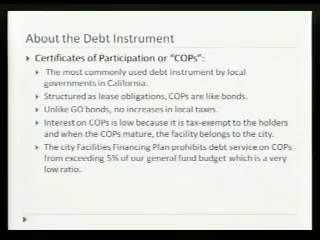 About the Debt Instrument
Certificates of Participation or “COPs”:
The most commonly used debt instrument by local
governments in California.
Structured as lease obligations, COPs are like bonds.
Unlike GO bonds, no increases in local taxes.
Interest on COPs is low because it is tax-exempt to the holders
and when the COPs mature, the facility belongs to the city.
The city Facilities Financing Plan prohibits debt service on COPs
from exceeding 5% of our general fund budget which is a very
low ratio.